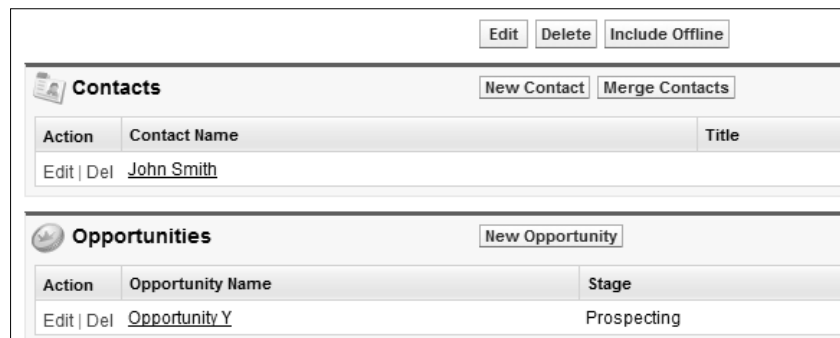 Edit Delete Include Offline
Contacts New Contact Merge Contacts
Action Contact Name Title
Edit | Del John Smith
Opportunities New Opportunity
Action Opportunity Name Stage
Edit | Del Opportunity Y Prospecting